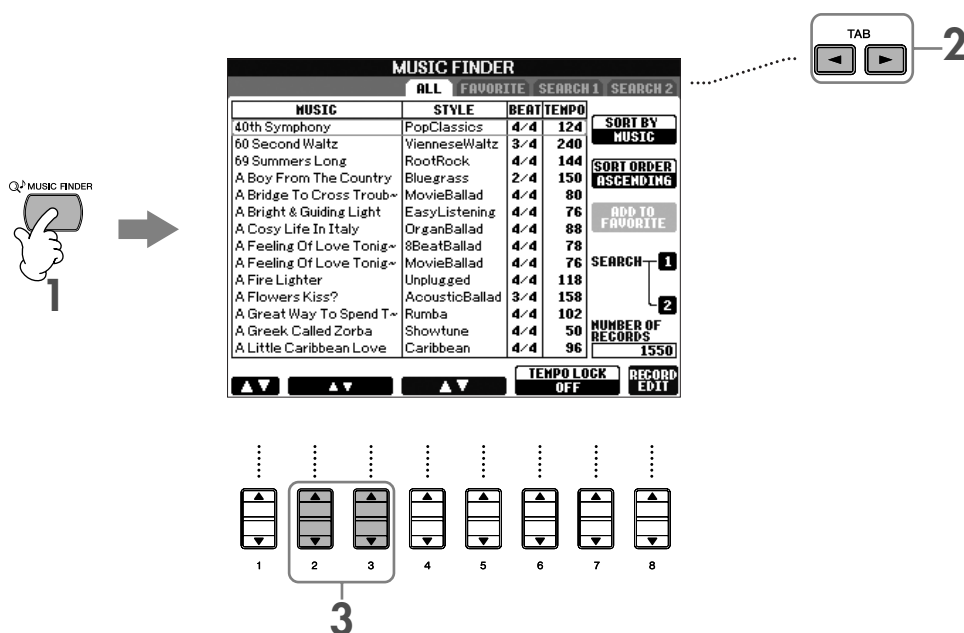 TAB
2
MUSIC FINDER
ALL FAVORITE SEARCH 1 SEARCH 2
MUSIC STYLE BEAT TEMPO
40th Symphony PopClassics 4/4 124
60 Second Waltz VienneseWaltz 3/4 240
69 Summers Long RootRock 4/4 144
A Boy From The Country Bluegrass 2/4 150
A Bridge To Cross Troub~ MovieBallad 4/4 80
A Bright & Guiding Light EasyListening 4/4 76
A Cosy Life In Italy OrganBallad 4/4 88
A Feeling Of Love Tonig~ 8BeatBallad 4/4 78
A Feeling Of Love Tonig~ MovieBallad 4/4 76
A Fire Lighter Unplugged 4/4 118
A Flowers Kiss? AcousticBallad 3/4 158
A Great Way To Spend T~ Rumba 4/4 102
A Greek Called Zorba Showtune 4/4 50
A Little Caribbean Love Caribbean 4/4 96
SORT BY
MUSIC
SORT ORDER
ASCENDING
ADD TO
FAVORITE
SEARCH 1
2
NUMBER OF
RECORDS
1550
TEMPO LOCK
OFF
RECORD
EDIT
MUSIC FINDER
1
1 2 3 4 5 6 7 8
3